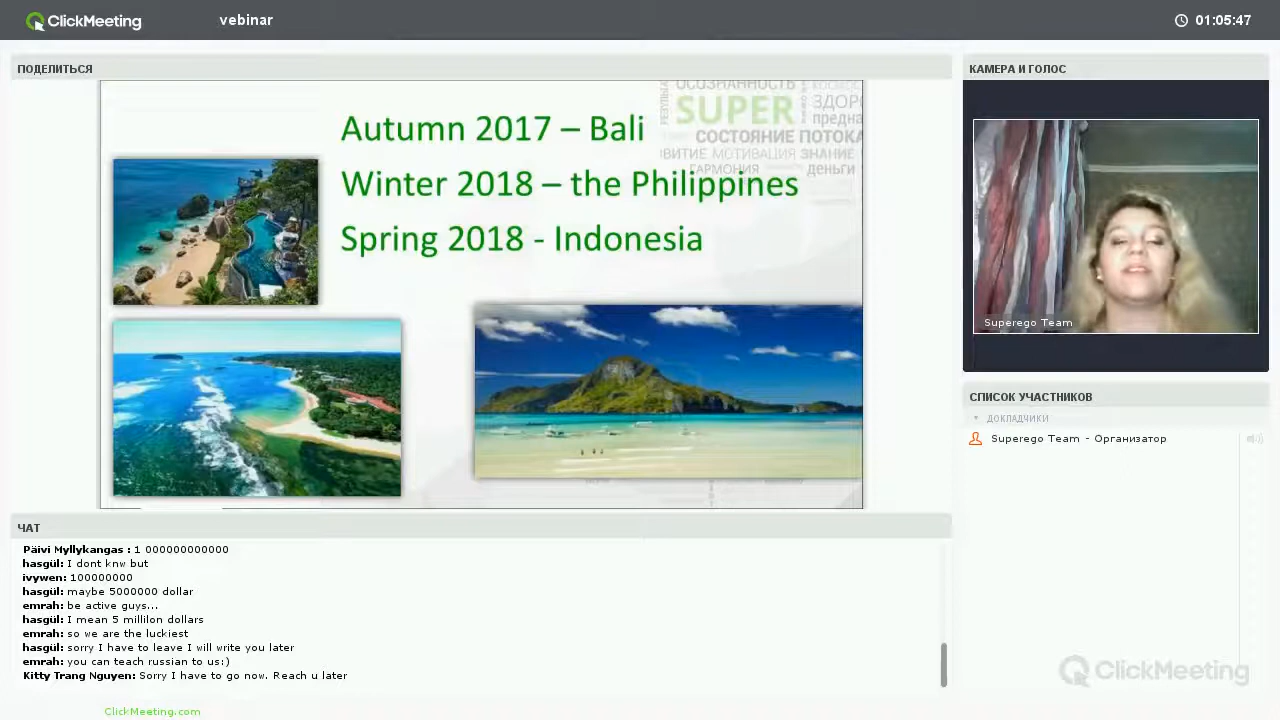 ClickMeeting
vebinar
01:05:47
ПОДЕЛИТЬСЯ
КАМЕРА И ГОЛОС
ОСОЗНАННОСТЬ
SUPER
ЗДОРО
предна
СОСТОЯНИЕ ПОТОКА
ВИТИЕ МОТИВАЦИЯ ЗНАНИЕ
ГАРМОНИЯ
деньги
Autumn 2017 – Bali
Winter 2018 – the Philippines
Spring 2018 - Indonesia
Superego Team
СПИСОК УЧАСТНИКОВ
ДОКЛАДЧИКИ
Superego Team - Организатор
ЧАТ
Päivi Myllykangas : 1 000000000000
hasgül: I dont knw but
ivywen: 100000000
hasgül: maybe 5000000 dollar
emrah: be active guys...
hasgül: I mean 5 millilon dollars
emrah: so we are the luckiest
hasgül: sorry I have to leave I will write you later
emrah: you can teach russian to us:)
Kitty Trang Nguyen: Sorry I have to go now. Reach u later
ClickMeeting
ClickMeeting.com